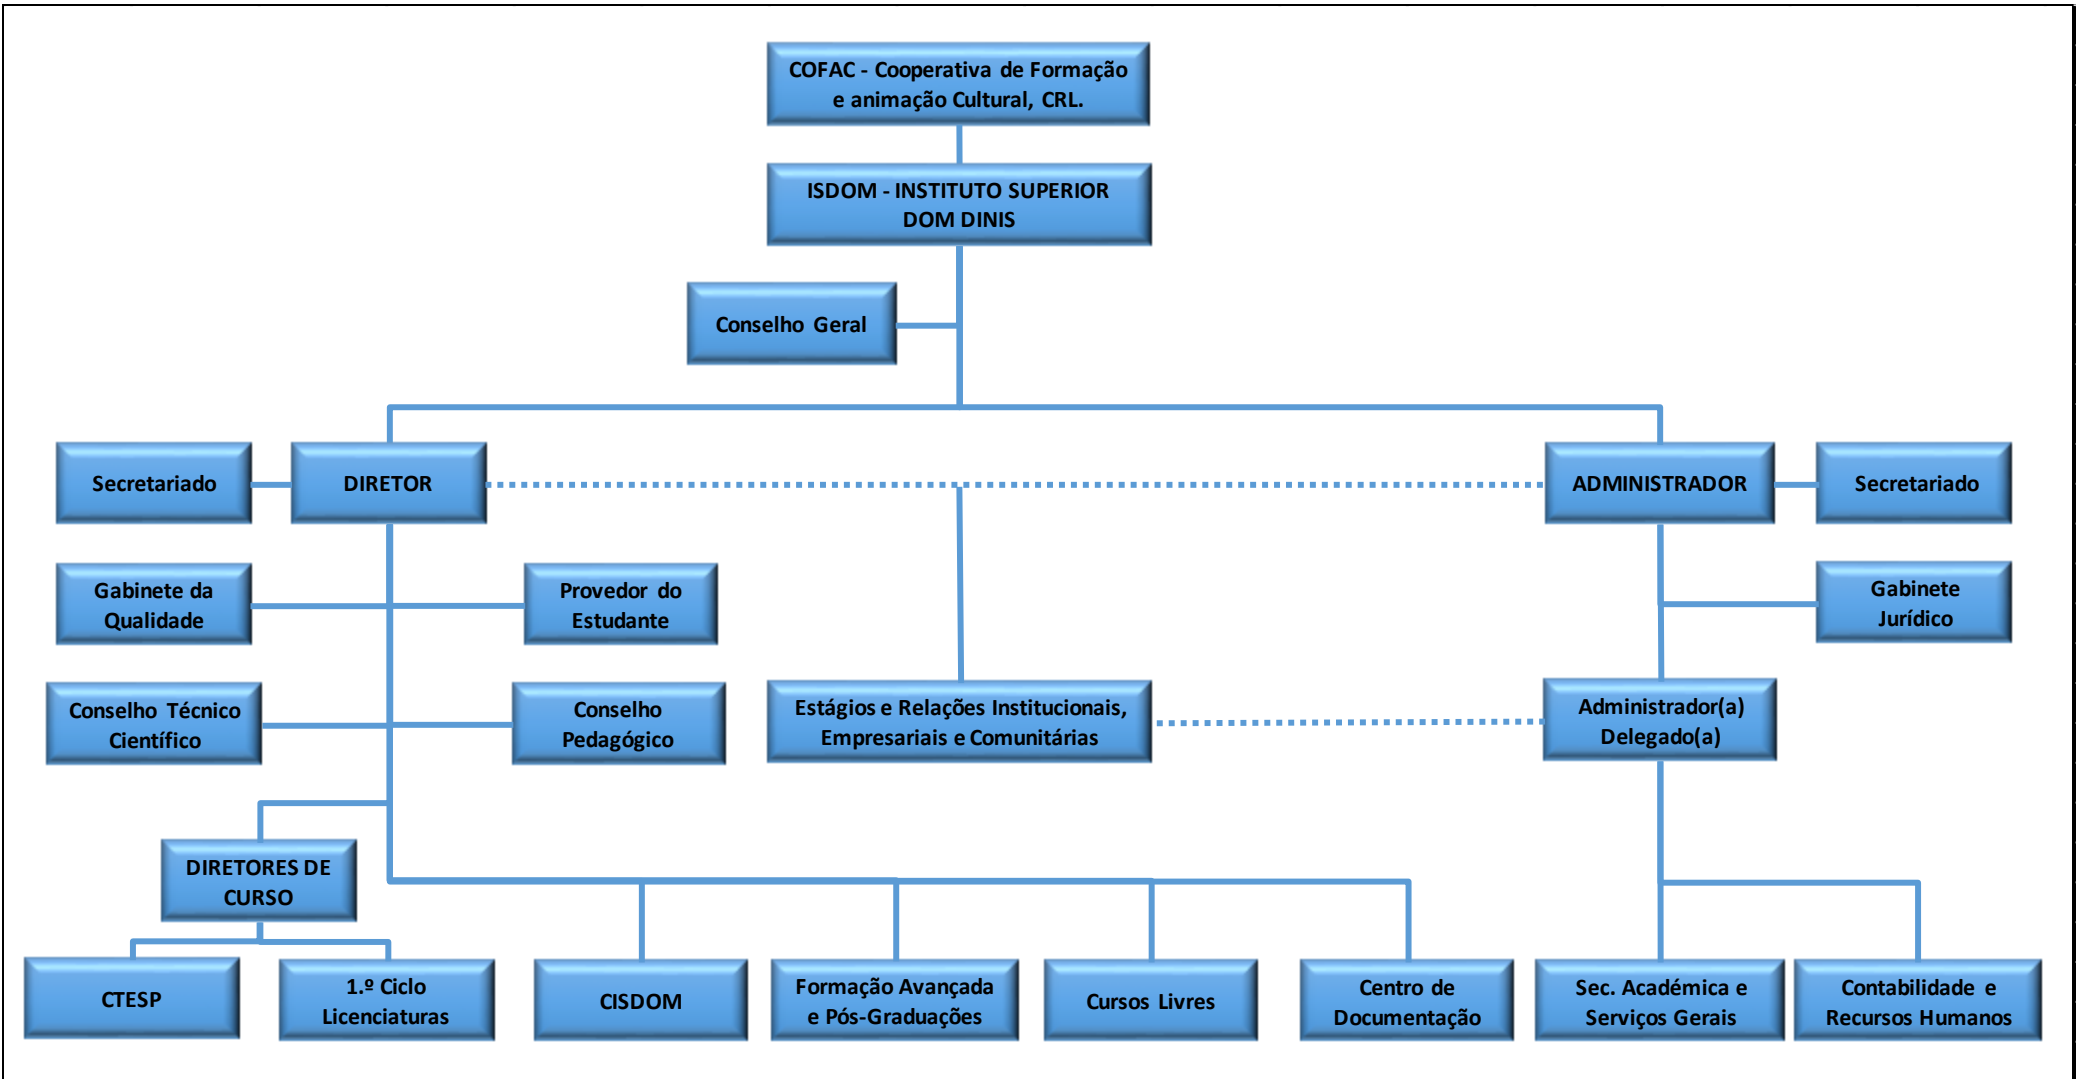 COFAC - Cooperativa de Formação
e animação Cultural, CRL.
ISDOM - INSTITUTO SUPERIOR
DOM DINIS
Conselho Geral
Secretariado
DIRETOR
ADMINISTRADOR
Secretariado
Gabinete da
Qualidade
Provedor do
Estudante
Gabinete
Jurídico
Conselho Técnico
Científico
Conselho
Pedagógico
Estágios e Relações Institucionais,
Empresariais e Comunitárias
Administrador(a)
Delegado(a)
DIRETORES DE
CURSO
CTESP
1.º Ciclo
Licenciaturas
CISDOM
Formação Avançada
e Pós-Graduações
Cursos Livres
Centro de
Documentação
Sec. Académica e
Serviços Gerais
Contabilidade e
Recursos Humanos